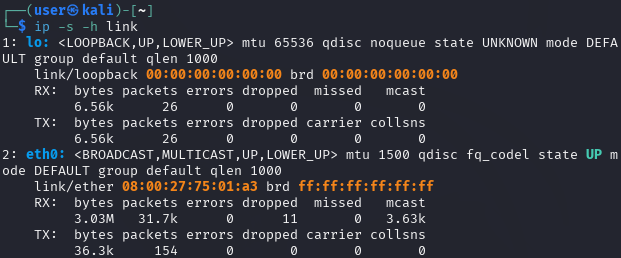 ┌──(user㉿kali)-[~]
└─$ ip -s -h link
1: lo: <LOOPBACK,UP,LOWER_UP> mtu 65536 qdisc noqueue state UNKNOWN mode DEFA
ULT group default qlen 1000
    link/loopback 00:00:00:00:00:00 brd 00:00:00:00:00:00
    RX:  bytes packets errors dropped  missed   mcast
         6.56k      26      0       0       0       0
    TX:  bytes packets errors dropped carrier collsns
         6.56k      26      0       0       0       0
2: eth0: <BROADCAST,MULTICAST,UP,LOWER_UP> mtu 1500 qdisc fq_codel state UP m
ode DEFAULT group default qlen 1000
    link/ether 08:00:27:75:01:a3 brd ff:ff:ff:ff:ff:ff
    RX:  bytes packets errors dropped  missed   mcast
         3.03M   31.7k      0      11       0   3.63k
    TX:  bytes packets errors dropped carrier collsns
         36.3k     154      0       0       0       0